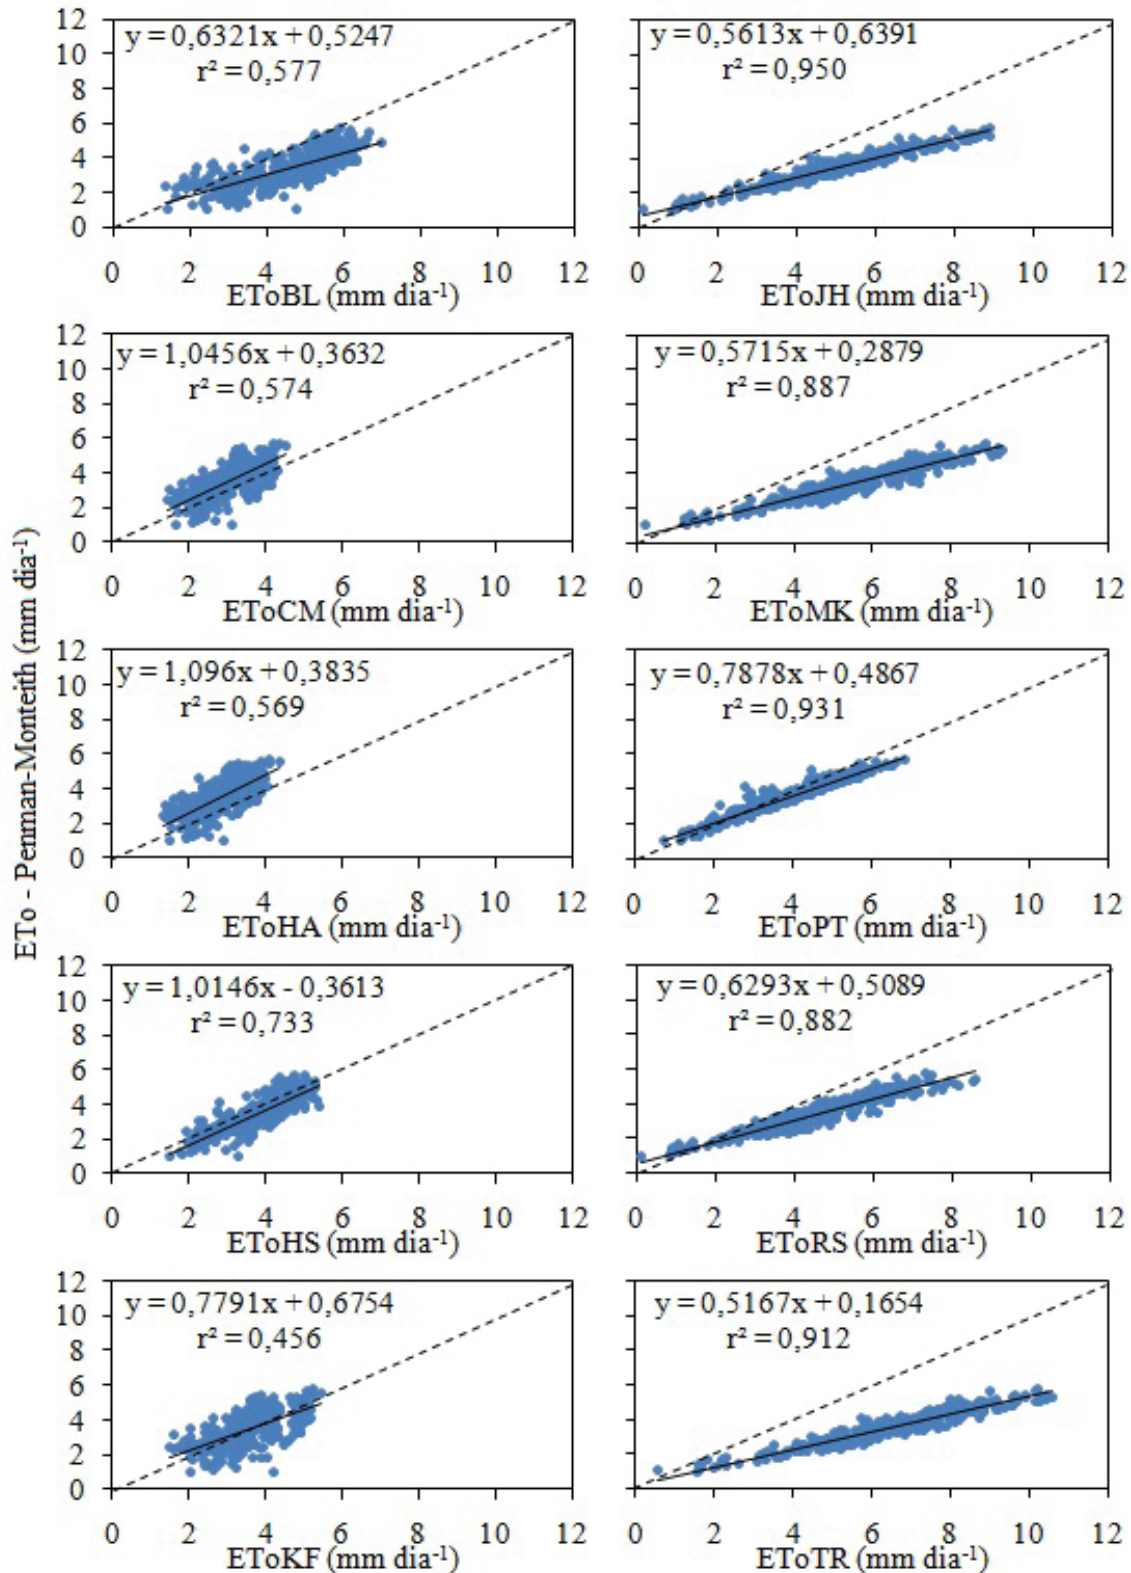 ETo - Penman-Monteith (mm dia⁻¹)
12
10
8
6
4
2
0
y = 0,6321x + 0,5247
r² = 0,577
0 2 4 6 8 10 12
EToBL (mm dia⁻¹)
y = 0,5613x + 0,6391
r² = 0,950
0 2 4 6 8 10 12
EToJH (mm dia⁻¹)
12
10
8
6
4
2
0
y = 1,0456x + 0,3632
r² = 0,574
0 2 4 6 8 10 12
EToCM (mm dia⁻¹)
y = 0,5715x + 0,2879
r² = 0,887
0 2 4 6 8 10 12
EToMK (mm dia⁻¹)
12
10
8
6
4
2
0
y = 1,096x + 0,3835
r² = 0,569
0 2 4 6 8 10 12
EToHA (mm dia⁻¹)
y = 0,7878x + 0,4867
r² = 0,931
0 2 4 6 8 10 12
EToPT (mm dia⁻¹)
12
10
8
6
4
2
0
y = 1,0146x - 0,3613
r² = 0,733
0 2 4 6 8 10 12
EToHS (mm dia⁻¹)
y = 0,6293x + 0,5089
r² = 0,882
0 2 4 6 8 10 12
EToRS (mm dia⁻¹)
12
10
8
6
4
2
0
y = 0,7791x + 0,6754
r² = 0,456
0 2 4 6 8 10 12
EToKF (mm dia⁻¹)
y = 0,5167x + 0,1654
r² = 0,912
0 2 4 6 8 10 12
EToTR (mm dia⁻¹)